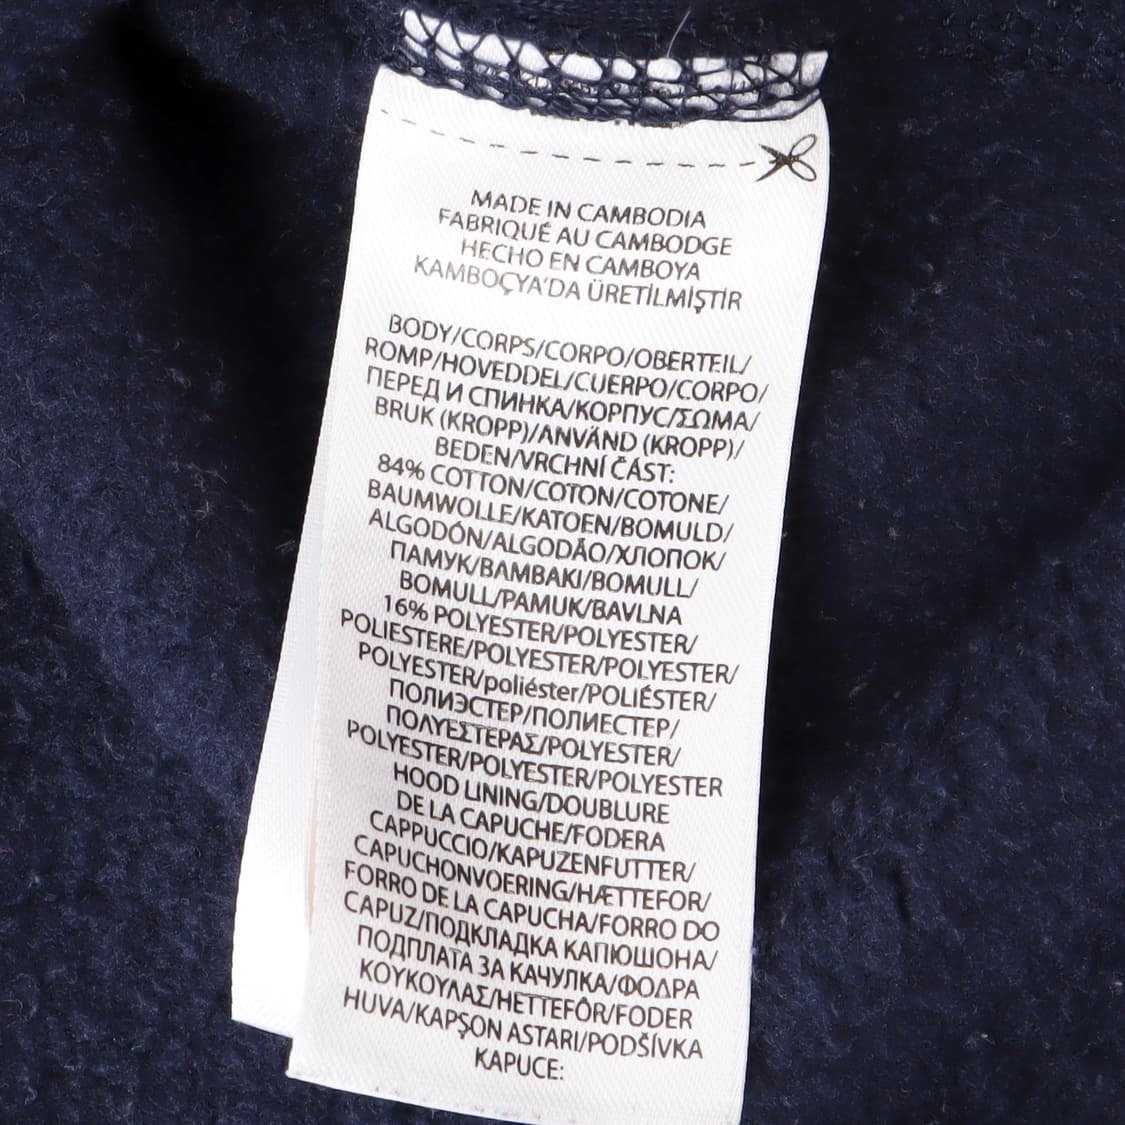 MADE IN CAMBODIA
FABRIQUÉ AU CAMBODGE
HECHO EN CAMBOYA
KAMBOÇYA'DA ÜRETİLMİŞTİR
BODY/CORPS/CORPO/OBERTEIL/
ROMP/HOVEDDEL/CUERPO/CORPO/
ПЕРЕД И СПИНКА/КОРПУС/ΣΩΜΑ/
BRUK (KROPP)/ANVÄND (KROPP)/
BEDEN/VRCHNÍ ČÁST:
84% COTTON/COTON/COTONE/
BAUMWOLLE/KATOEN/BOMULD/
ALGODÓN/ALGODÃO/ХЛОПОК/
ПАМУК/ΒΑΜΒΑΚΙ/BOMULL/
BOMULL/PAMUK/BAVLNA
16% POLYESTER/POLYESTER/
POLIESTERE/POLYESTER/POLYESTER/
POLYESTER/poliéster/POLIÉSTER/
ПОЛИЭСТЕР/ПОЛИЕСТЕР/
ΠΟΛΥΕΣΤΕΡΑΣ/POLYESTER/
POLYESTER/POLYESTER/POLYESTER
HOOD LINING/DOUBLURE
DE LA CAPUCHE/FODERA
CAPPUCCIO/KAPUZENFUTTER/
CAPUCHONVOERING/HÆTTEFOR/
FORRO DE LA CAPUCHA/FORRO DO
CAPUZ/ПОДКЛАДКА КАПЮШОНА/
ПОДПЛАТА ЗА КАЧУЛКА/ΦΟΔΡΑ
ΚΟΥΚΟΥΛΑΣ/HETTEFÔR/FODER
HUVA/KAPŞON ASTARI/PODŠÍVKA
KAPUCE: